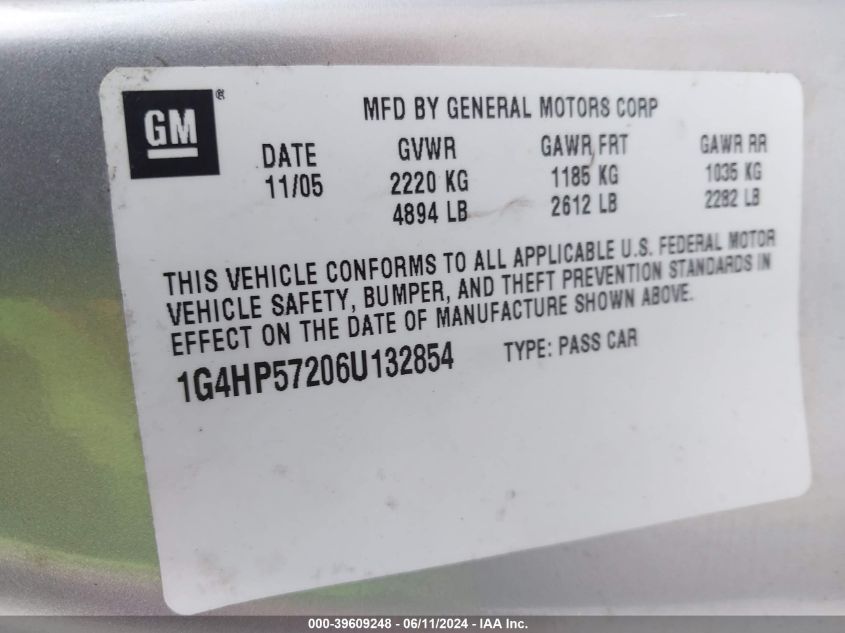 GM®
MFD BY GENERAL MOTORS CORP
DATE GVWR GAWR FRT GAWR RR
11/05 2220 KG 1185 KG 1035 KG
4894 LB 2612 LB 2282 LB
THIS VEHICLE CONFORMS TO ALL APPLICABLE U.S. FEDERAL MOTOR
VEHICLE SAFETY, BUMPER, AND THEFT PREVENTION STANDARDS IN
EFFECT ON THE DATE OF MANUFACTURE SHOWN ABOVE.
1G4HP57206U132854 TYPE: PASS CAR
000-39609248 - 06/11/2024 - IAA Inc.